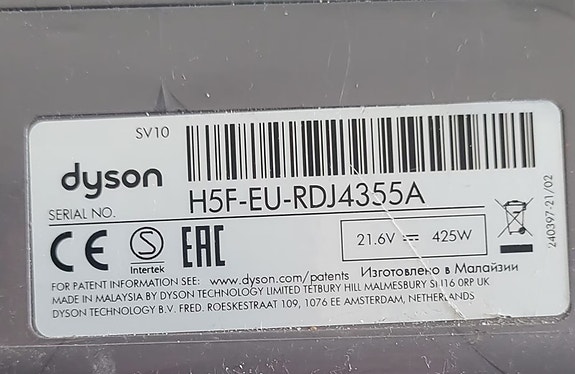 SV10
dyson
H5F-EU-RDJ4355A
SERIAL NO.
CE
S
Intertek
EAC
21.6V ⎓ 425W
240397-21/02
FOR PATENT INFORMATION SEE: www.dyson.com/patents Изготовлено в Малайзии
MADE IN MALAYSIA BY DYSON TECHNOLOGY LIMITED TETBURY HILL MALMESBURY SN16 0RP UK
DYSON TECHNOLOGY B.V. FRED. ROESKESTRAAT 109, 1076 EE AMSTERDAM, NETHERLANDS